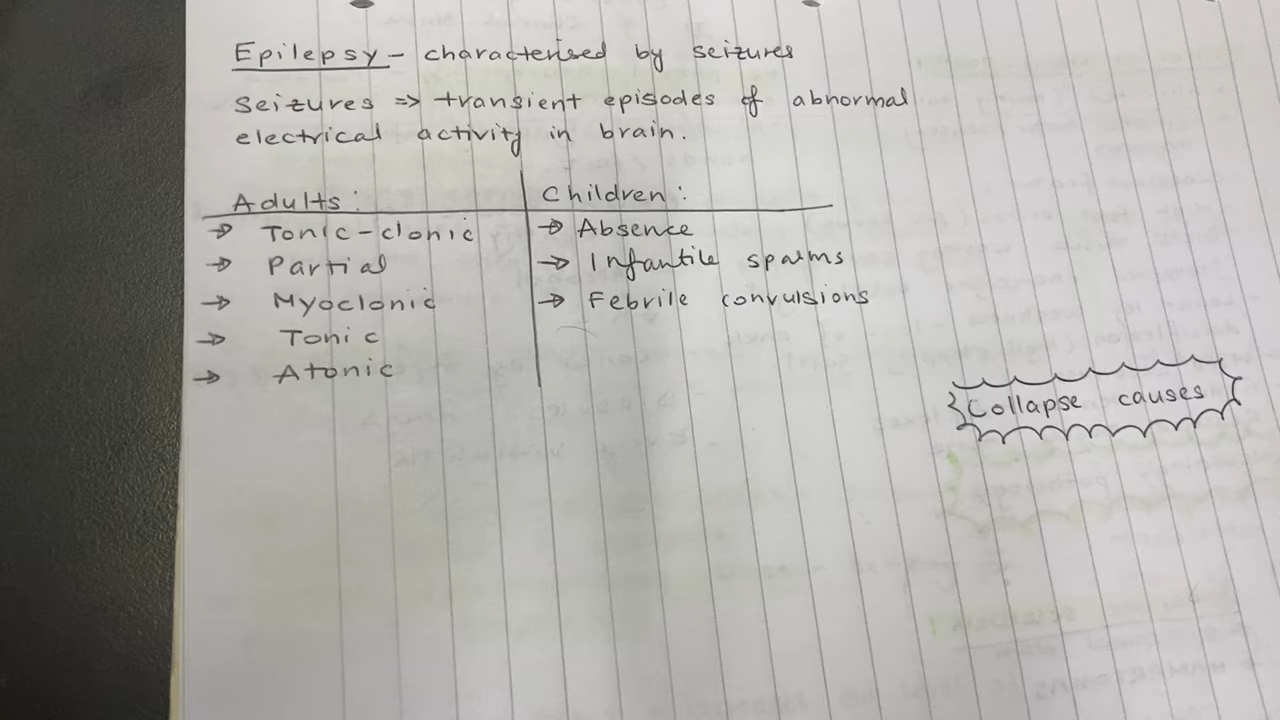 Epilepsy - characterised by seizures
Seizures => transient episodes of abnormal
electrical activity in brain.
Adults: Children:
→ Tonic-clonic → Absence
→ Partial → Infantile spasms
→ Myoclonic → Febrile convulsions
→ Tonic
→ Atonic
Collapse causes